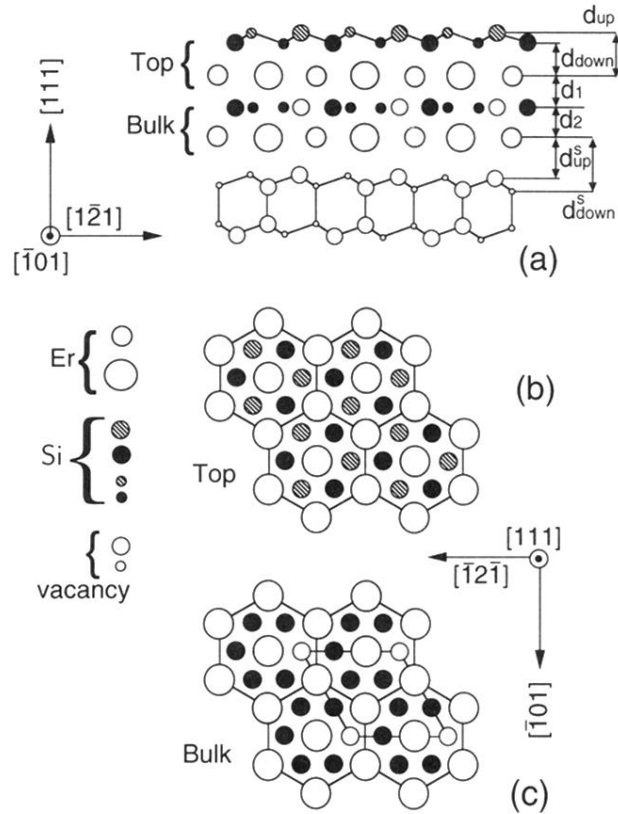 d_up
d_down
Top {
d_1
Bulk {
d_2
d^s_up
d^s_down
[111]
[12̄1]
[1̄01]
(a)
Er {
(b)
Si {
Top
{
vacancy
[111]
[1̄21̄]
[1̄01]
Bulk
(c)